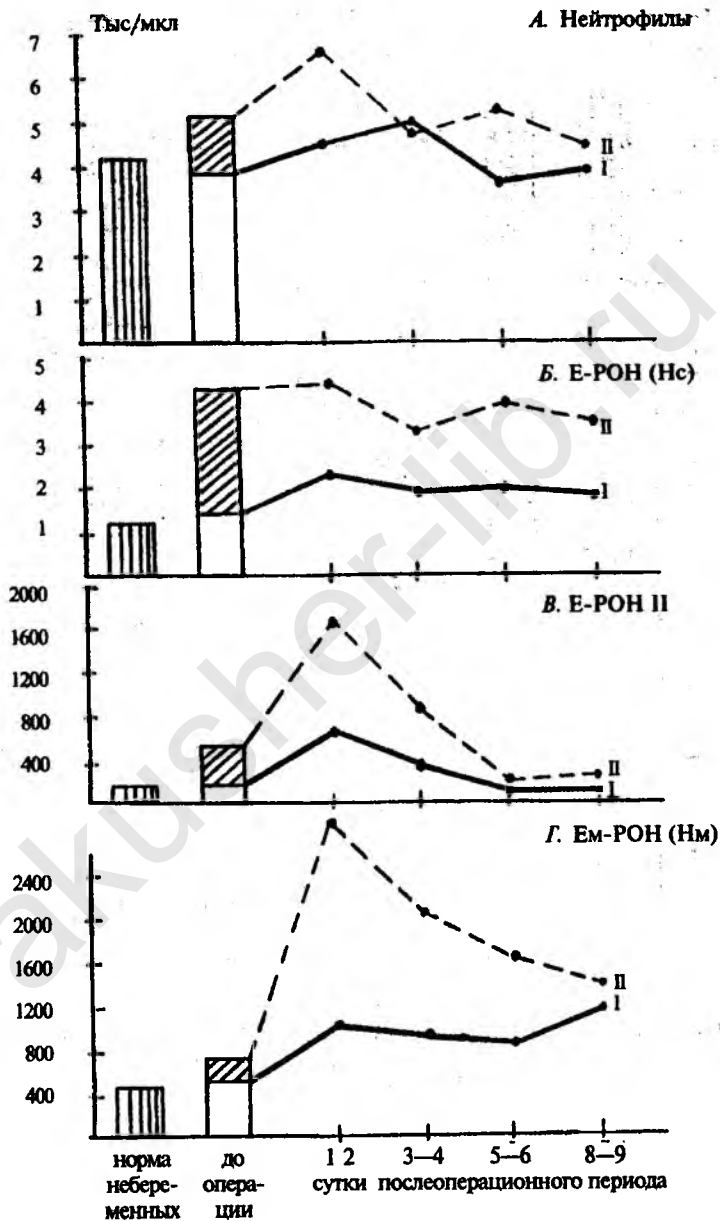 Тыс/мкл
А. Нейтрофилы
7
6
5
4
3
2
1
II
I
Б. Е-РОН (Нс)
5
4
3
2
1
II
I
В. Е-РОН II
2000
1600
1200
800
400
II
I
Г. Ем-РОН (Нм)
2400
2000
1600
1200
800
400
II
I
норма
небере-
менных
до
опера-
ции
1 2
3—4
5—6
8—9
сутки послеоперационного периода
akusher-lib.ru